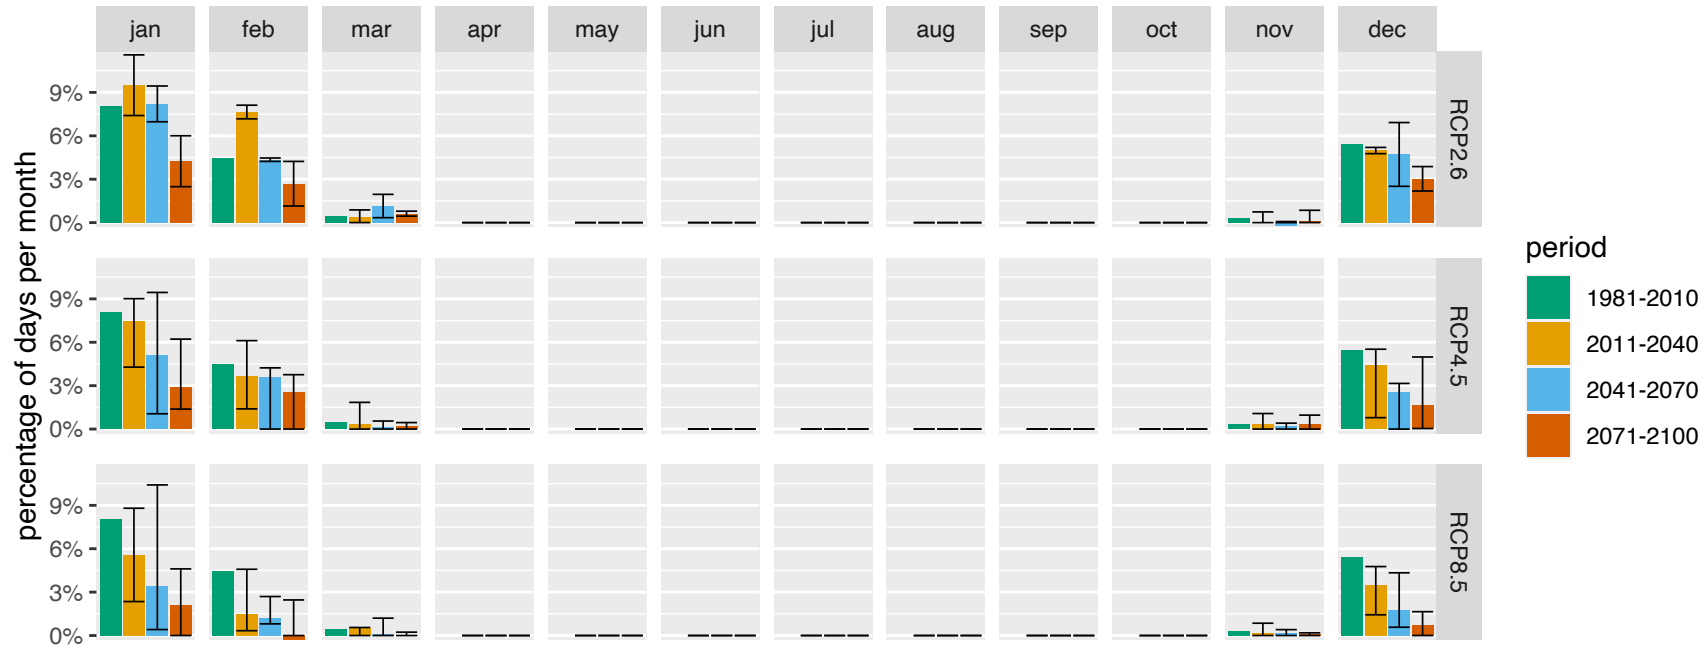 jan feb mar apr may jun jul aug sep oct nov dec
percentage of days per month
9%
6%
3%
0%
RCP2.6
9%
6%
3%
0%
RCP4.5
9%
6%
3%
0%
RCP8.5
period
1981-2010
2011-2040
2041-2070
2071-2100